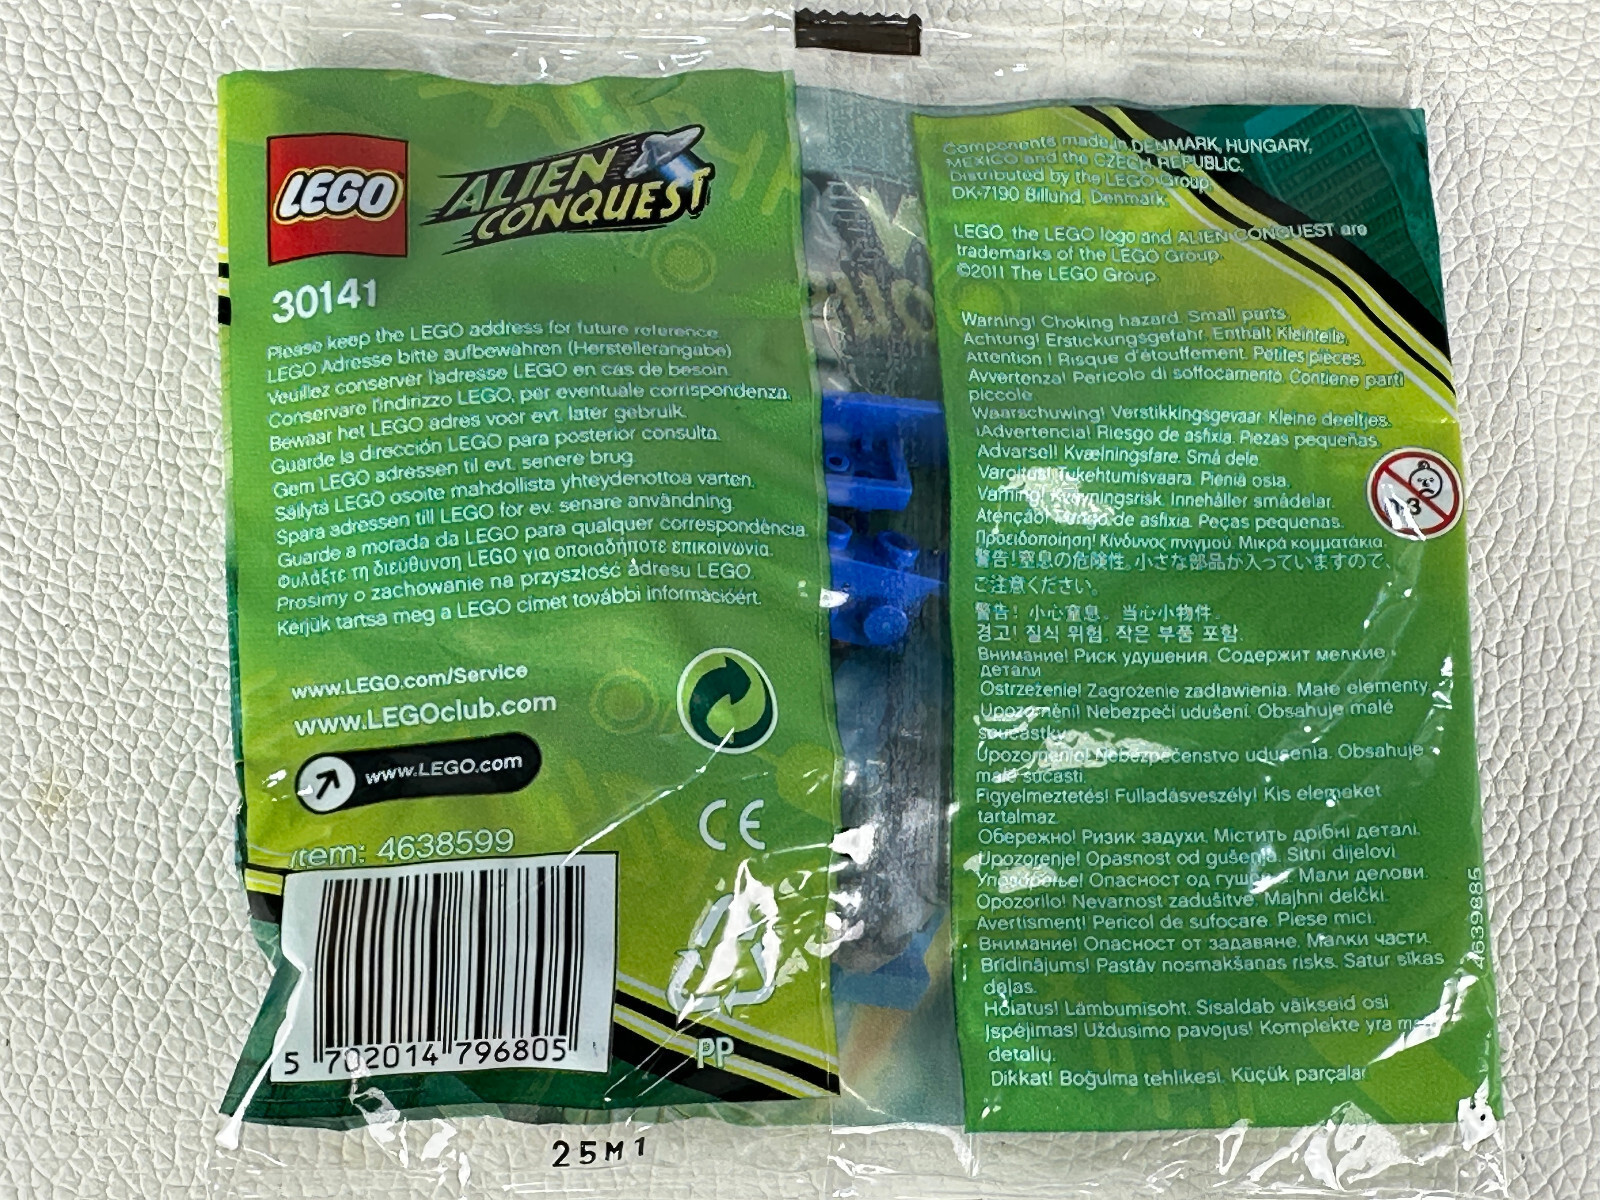 LEGO
ALIEN
CONQUEST
30141
Please keep the LEGO address for future reference.
LEGO Adresse bitte aufbewahren (Herstellerangabe)
Veuillez conserver l'adresse LEGO en cas de besoin.
Conservare l'indirizzo LEGO, per eventuale corrispondenza.
Bewaar het LEGO adres voor evt. later gebruik.
Guarde la dirección LEGO para posterior consulta.
Gem LEGO adressen til evt. senere brug.
Säilytä LEGO osoite mahdollista yhteydenottoa varten.
Spara adressen till LEGO for ev. senare användning.
Guarde a morada da LEGO para qualquer correspondência.
Φυλάξτε τη διεύθυνση LEGO για οποιαδήποτε επικοινωνία.
Prosimy o zachowanie na przyszłość adresu LEGO.
Kérjük tartsa meg a LEGO címét további információért.
www.LEGO.com/Service
www.LEGOclub.com
www.LEGO.com
CE
Item: 4638599
5 702014 796805
PP
25M1
Components made in DENMARK, HUNGARY,
MEXICO and the CZECH REPUBLIC.
Distributed by the LEGO Group,
DK-7190 Billund, Denmark
LEGO, the LEGO logo and ALIEN CONQUEST are
trademarks of the LEGO Group.
©2011 The LEGO Group.
Warning! Choking hazard. Small parts.
Achtung! Erstickungsgefahr. Enthält Kleinteile.
Attention ! Risque d'étouffement. Petites pièces.
Avvertenza! Pericolo di soffocamento. Contiene parti
piccole.
Waarschuwing! Verstikkingsgevaar. Kleine deeltjes.
¡Advertencia! Riesgo de asfixia. Piezas pequeñas.
Advarsel! Kvælningsfare. Små dele.
Varoitus! Tukehtumisvaara. Pieniä osia.
Varning! Kvävningsrisk. Innehåller smådelar.
Atenção! de asfixia. Peças pequenas.
Προειδοποίηση! Κίνδυνος πνιγμού. Μικρά κομματάκια.
警告!窒息の危険性。小さな部品が入っていますので、
ご注意ください。
警告! 小心窒息。当心小物件.
경고! 질식 위험. 작은 부품 포함.
Внимание! Риск удушения. Содержит мелкие
детали
Ostrzeżenie! Zagrożenie zadławienia. Małe elementy.
Upozornění! Nebezpečí udušení. Obsahuje malé
součástky.
Upozornenie! Nebezpečenstvo udusenia. Obsahuje
malé súčasti.
Figyelmeztetés! Fulladásveszély! Kis elemeket
tartalmaz.
Обережно! Ризик задухи. Містить дрібні деталі.
Upozorenje! Opasnost od gušenja. Sitni dijelovi
Упозорење! Опасност од гушења. Мали делови.
Opozorilo! Nevarnost zadušitve. Majhni delčki.
Avertisment! Pericol de sufocare. Piese mici.
Внимание! Опасност от задавяне. Малки части.
Brīdinājums! Pastāv nosmakšanas risks. Satur sīkas
daļas.
Hoiatus! Lämbumisoht. Sisaldab väikseid osi
Įspėjimas! Uždusimo pavojus! Komplekte yra
detalių.
Dikkat! Boğulma tehlikesi. Küçük parçalar
0-3
4639885